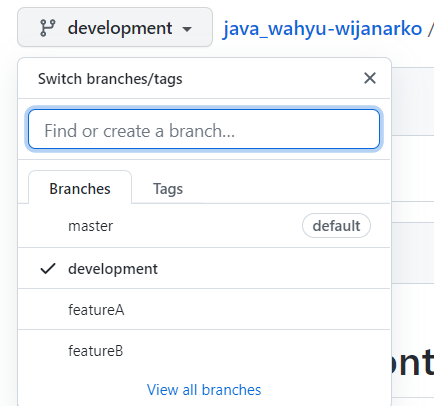 development java_wahyu-wijanarko /
Switch branches/tags
Find or create a branch...
Branches Tags
master default
development
featureA
featureB
View all branches